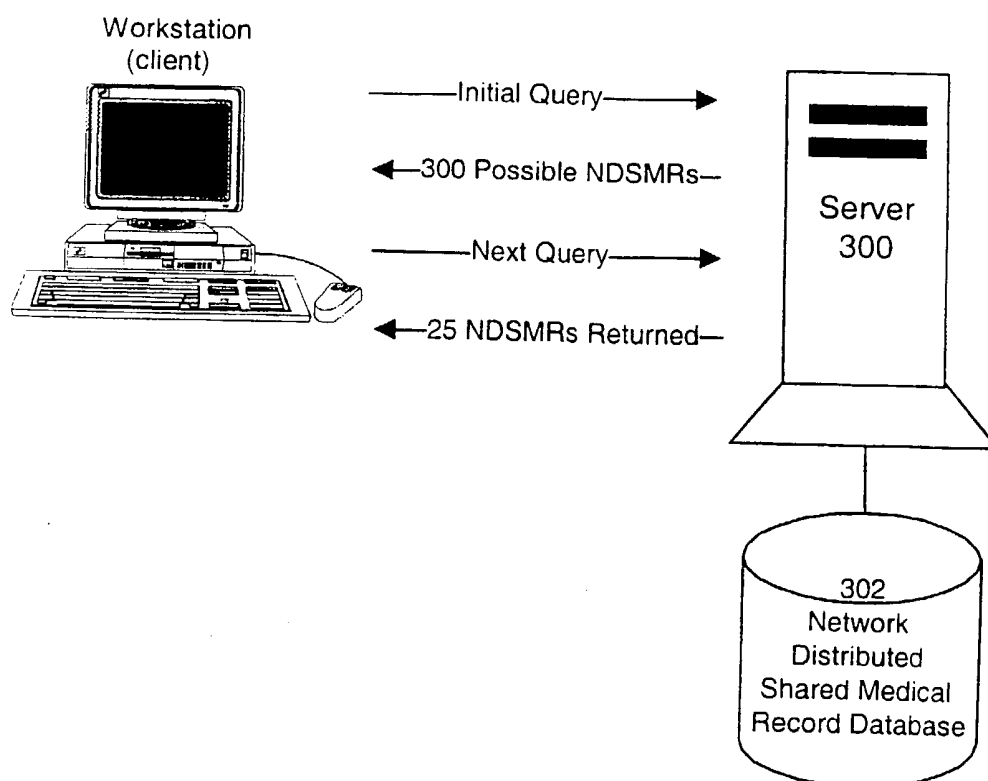 Workstation
(client)
Initial Query
300 Possible NDSMRs
Next Query
25 NDSMRs Returned
Server
300
302
Network
Distributed
Shared Medical
Record Database